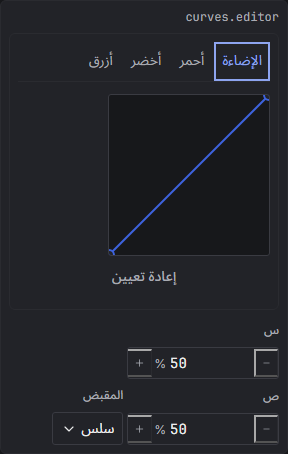 curves.editor
الإضاءة أحمر أخضر أزرق
إعادة تعيين
س
− 50 % +
ص المقبض
− 50 % + سلس